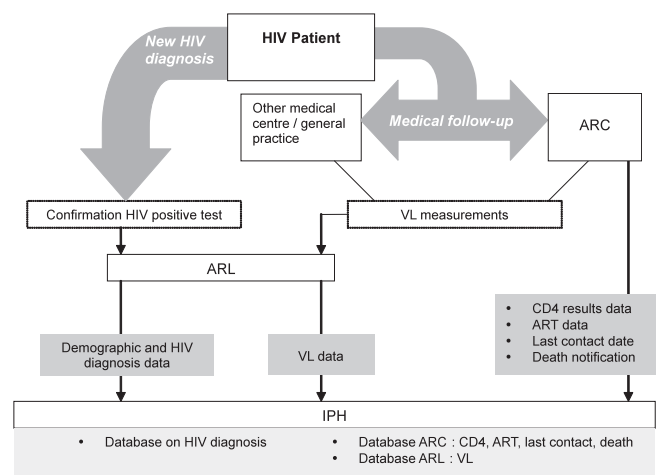 HIV Patient
New HIV
diagnosis
Other medical
centre / general
practice
Medical follow-up
ARC
Confirmation HIV positive test
VL measurements
ARL
• CD4 results data
• ART data
• Last contact date
• Death notification
Demographic and HIV
diagnosis data
VL data
IPH
• Database on HIV diagnosis
• Database ARC : CD4, ART, last contact, death
• Database ARL : VL